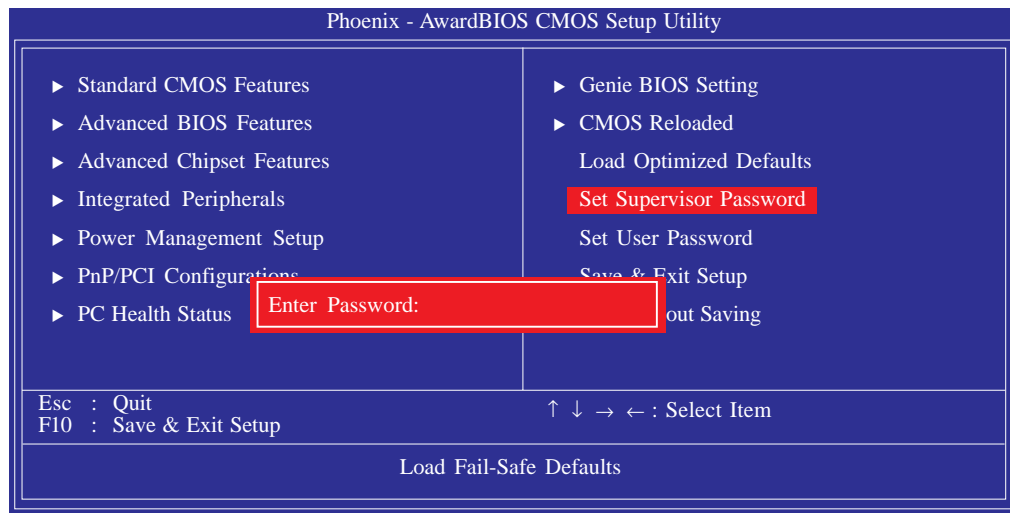 Phoenix - AwardBIOS CMOS Setup Utility
► Standard CMOS Features
► Advanced BIOS Features
► Advanced Chipset Features
► Integrated Peripherals
► Power Management Setup
► PnP/PCI Configurations
► PC Health Status
► Genie BIOS Setting
► CMOS Reloaded
Load Optimized Defaults
Set Supervisor Password
Set User Password
Save & Exit Setup
out Saving
Enter Password:
Esc : Quit
F10 : Save & Exit Setup
↑ ↓ → ← : Select Item
Load Fail-Safe Defaults